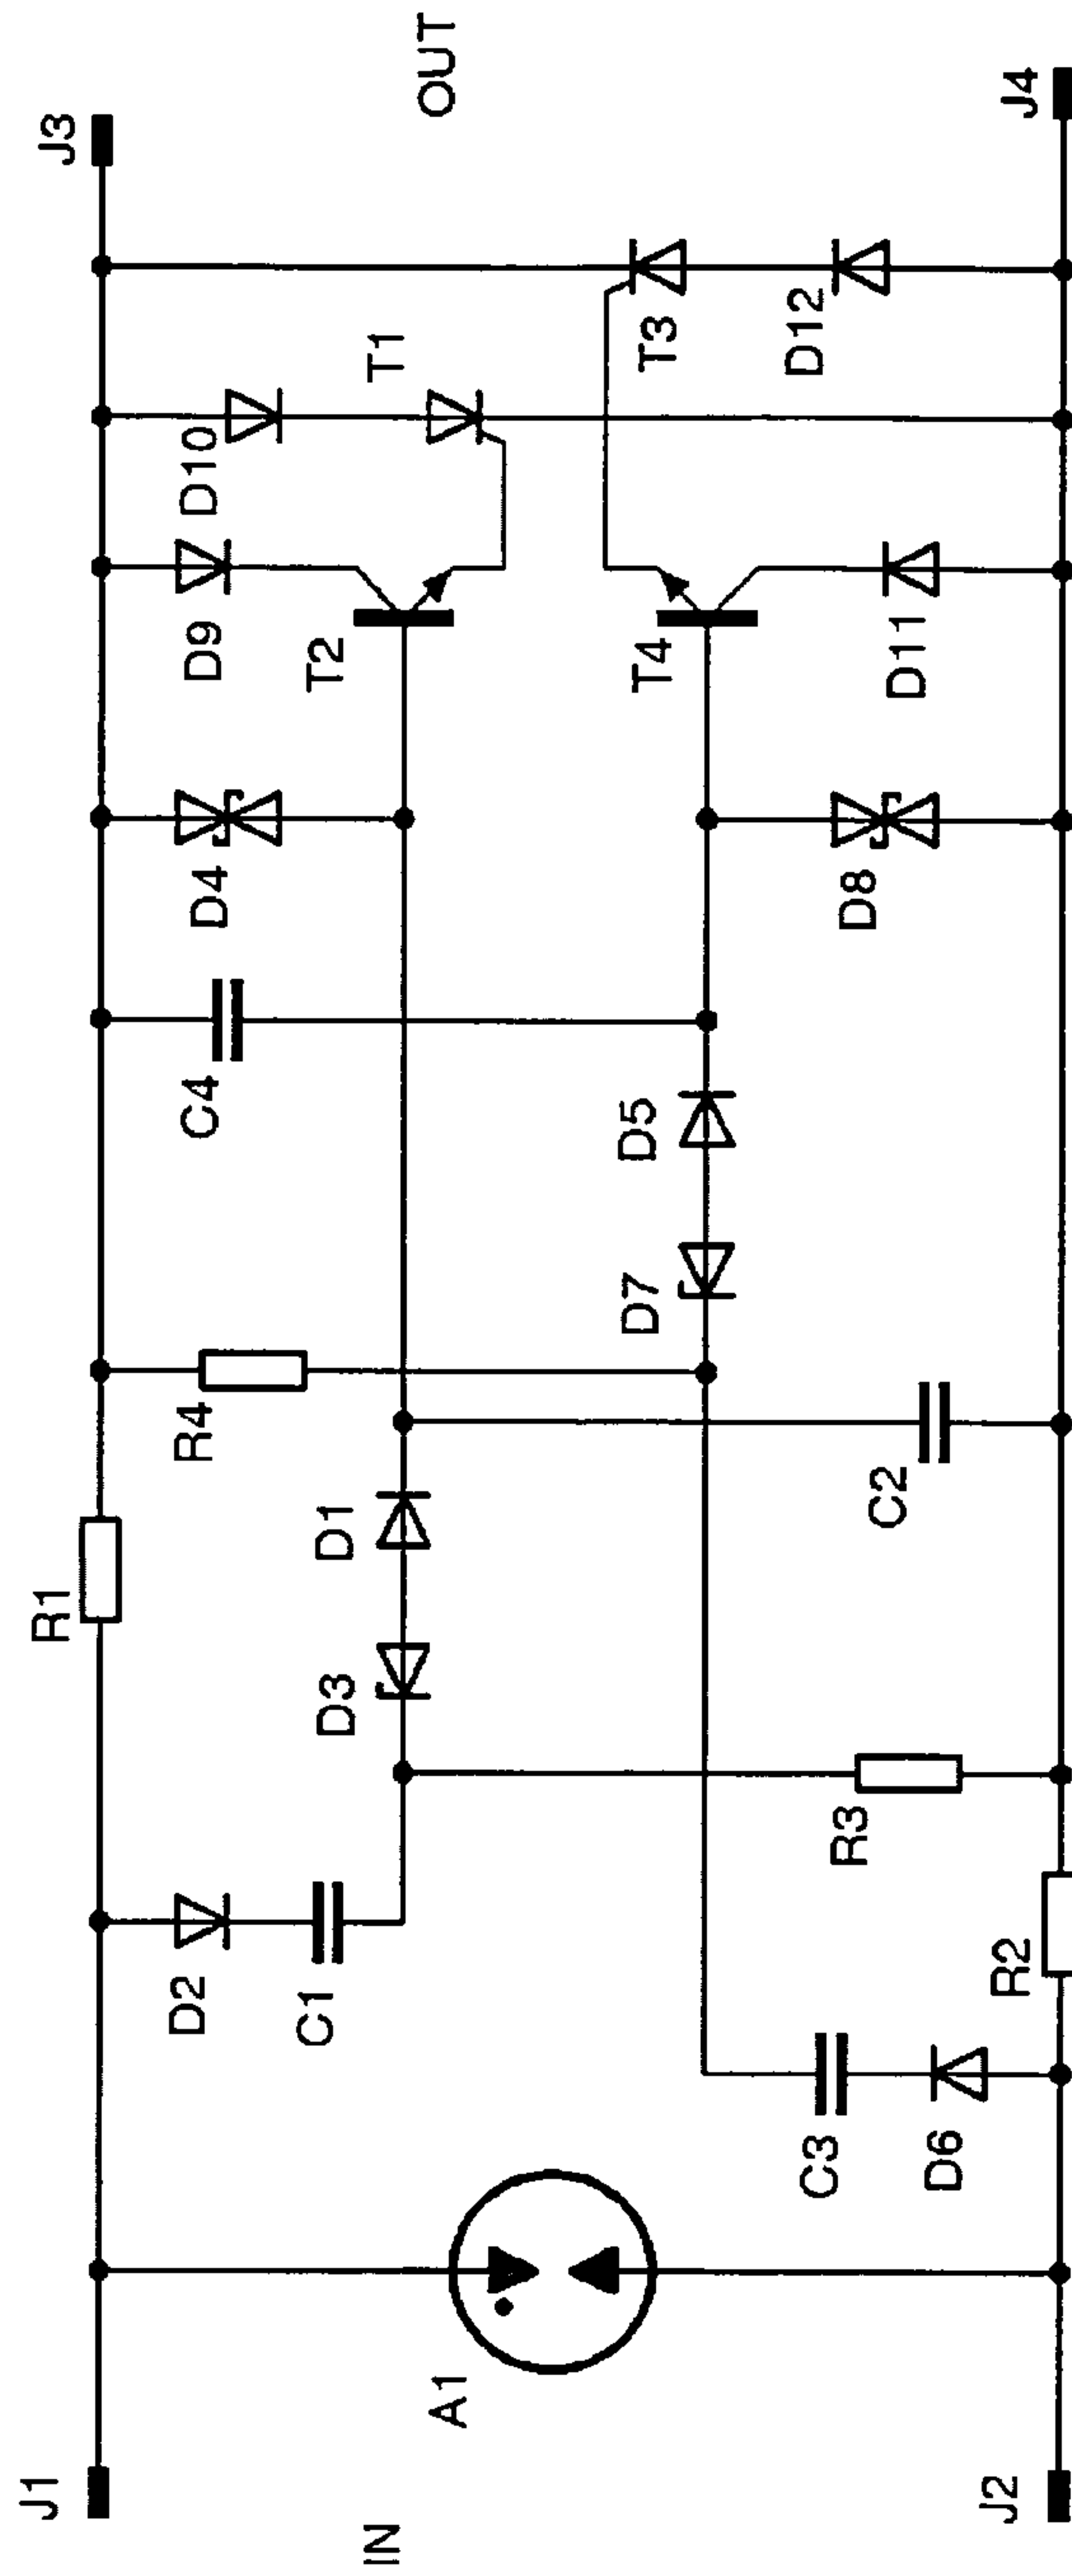 J1
J2
IN
A1
D2
C1
C3
D6
R1
D3
D1
R3
R2
R4
D7
D5
C2
C4
D4
D8
D9
T2
T4
D11
D10
T1
T3
D12
J3
OUT
J4